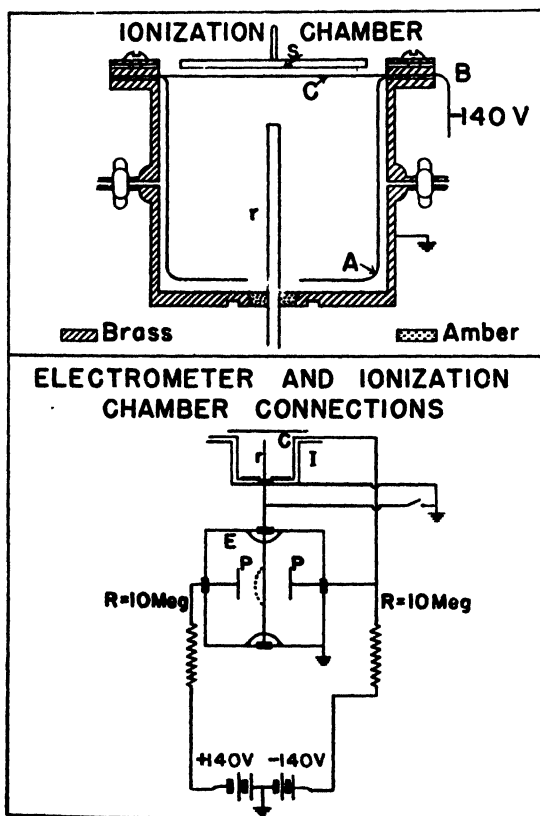 IONIZATION CHAMBER
S
C
B
-140 V
r
A
Brass
Amber
ELECTROMETER AND IONIZATION
CHAMBER CONNECTIONS
C
r
I
E
P P
R=10Meg R=10Meg
+140V -140V